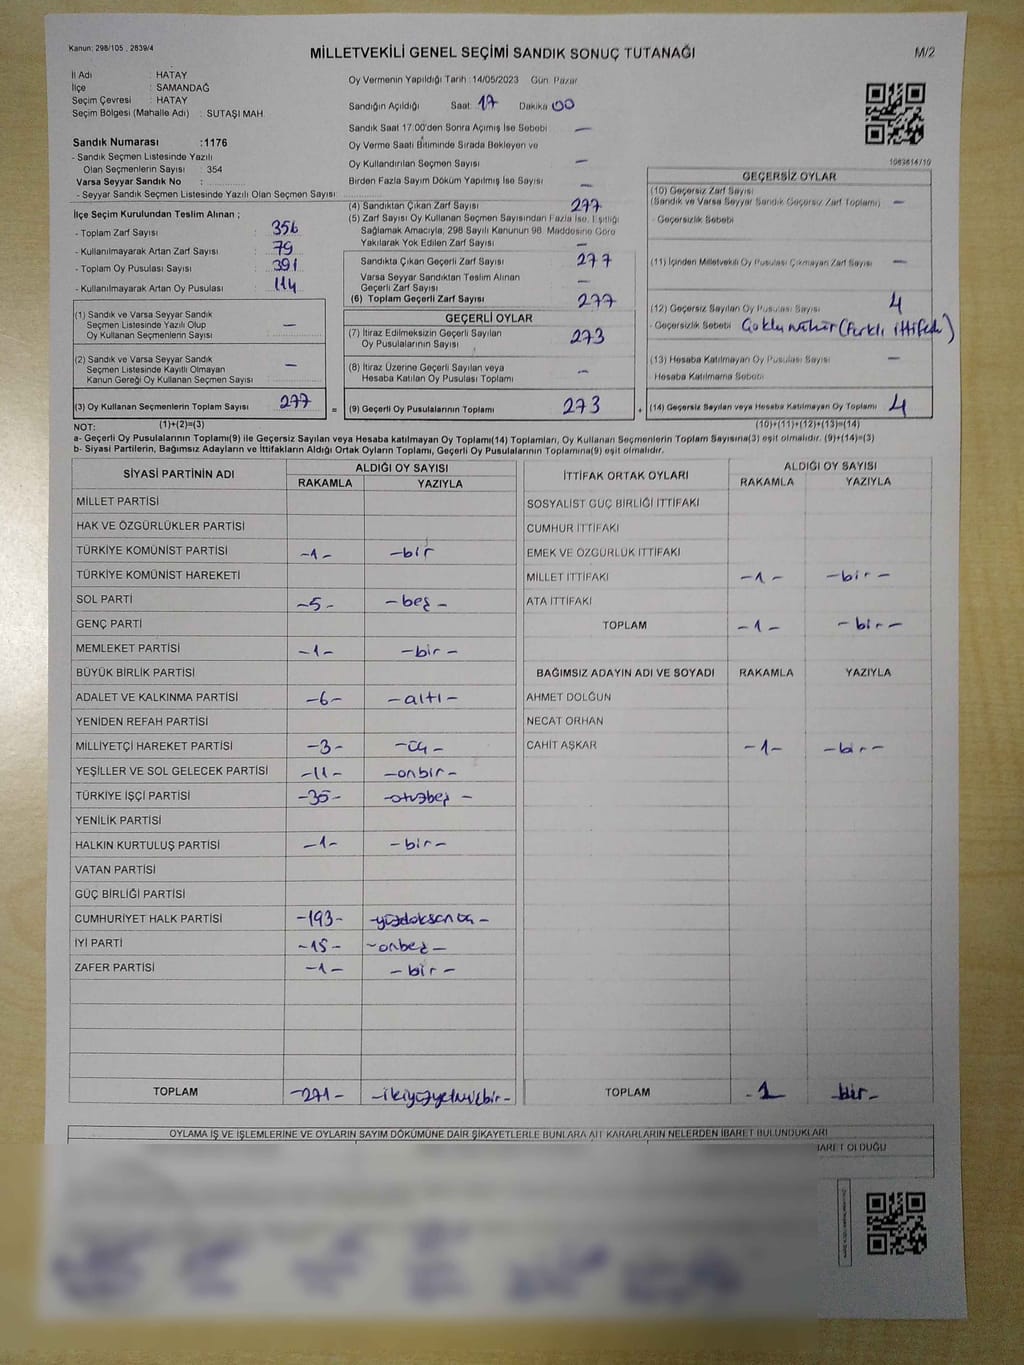 Kanun: 298/105 , 2839/4
MİLLETVEKİLİ GENEL SEÇİMİ SANDIK SONUÇ TUTANAĞI
M/2
İl Adı : HATAY
İlçe : SAMANDAĞ
Seçim Çevresi : HATAY
Seçim Bölgesi (Mahalle Adı) : SUTAŞI MAH.
Oy Vermenin Yapıldığı Tarih :14/05/2023 Gün: Pazar
Sandığın Açıldığı Saat: 17 Dakika 00
Sandık Saat 17:00'den Sonra Açılmış İse Sebebi —
Oy Verme Saati Bitiminde Sırada Bekleyen ve
Oy Kullandırılan Seçmen Sayısı —
Birden Fazla Sayım Döküm Yapılmış İse Sayısı —
Sandık Numarası :1176
- Sandık Seçmen Listesinde Yazılı
Olan Seçmenlerin Sayısı : 354
Varsa Seyyar Sandık No :
- Seyyar Sandık Seçmen Listesinde Yazılı Olan Seçmen Sayısı:
İlçe Seçim Kurulundan Teslim Alınan ;
- Toplam Zarf Sayısı : 356
- Kullanılmayarak Artan Zarf Sayısı : 79
- Toplam Oy Pusulası Sayısı : 391
- Kullanılmayarak Artan Oy Pusulası : 114
(4) Sandıktan Çıkan Zarf Sayısı 277
(5) Zarf Sayısı Oy Kullanan Seçmen Sayısından Fazla İse, Eşitliği
Sağlamak Amacıyla, 298 Sayılı Kanunun 98. Maddesine Göre
Yakılarak Yok Edilen Zarf Sayısı —
Sandıkta Çıkan Geçerli Zarf Sayısı 277
Varsa Seyyar Sandıktan Teslim Alınan
Geçerli Zarf Sayısı —
(6) Toplam Geçerli Zarf Sayısı 277
1063614/10
GEÇERSİZ OYLAR
(10) Geçersiz Zarf Sayısı
(Sandık ve Varsa Seyyar Sandık Geçersiz Zarf Toplamı) —
- Geçersizlik Sebebi
(11) İçinden Milletvekili Oy Pusulası Çıkmayan Zarf Sayısı —
(12) Geçersiz Sayılan Oy Pusulası Sayısı 4
- Geçersizlik Sebebi Çoklu mühür (Farklı ittifak)
(13) Hesaba Katılmayan Oy Pusulası Sayısı —
Hesaba Katılmama Sebebi
(14) Geçersiz Sayılan veya Hesaba Katılmayan Oy Toplamı 4
(10)+(11)+(12)+(13)=(14)
(1) Sandık ve Varsa Seyyar Sandık
Seçmen Listesinde Yazılı Olup
Oy Kullanan Seçmenlerin Sayısı —
(2) Sandık ve Varsa Seyyar Sandık
Seçmen Listesinde Kayıtlı Olmayan
Kanun Gereği Oy Kullanan Seçmen Sayısı —
(3) Oy Kullanan Seçmenlerin Toplam Sayısı 277 =
(1)+(2)=(3)
GEÇERLİ OYLAR
(7) İtiraz Edilmeksizin Geçerli Sayılan
Oy Pusulalarının Sayısı 273
(8) İtiraz Üzerine Geçerli Sayılan veya
Hesaba Katılan Oy Pusulası Toplamı —
(9) Geçerli Oy Pusulalarının Toplamı 273 +
NOT:
a- Geçerli Oy Pusulalarının Toplamı(9) ile Geçersiz Sayılan veya Hesaba katılmayan Oy Toplamı(14) Toplamları, Oy Kullanan Seçmenlerin Toplam Sayısına(3) eşit olmalıdır. (9)+(14)=(3)
b- Siyasi Partilerin, Bağımsız Adayların ve İttifakların Aldığı Ortak Oyların Toplamı, Geçerli Oy Pusulalarının Toplamına(9) eşit olmalıdır.
SİYASİ PARTİNİN ADI ALDIĞI OY SAYISI
RAKAMLA YAZIYLA
MİLLET PARTİSİ
HAK VE ÖZGÜRLÜKLER PARTİSİ
TÜRKİYE KOMÜNİST PARTİSİ -1- -bir
TÜRKİYE KOMÜNİST HAREKETİ
SOL PARTİ -5- -beş-
GENÇ PARTİ
MEMLEKET PARTİSİ -1- -bir-
BÜYÜK BİRLİK PARTİSİ
ADALET VE KALKINMA PARTİSİ -6- -altı-
YENİDEN REFAH PARTİSİ
MİLLİYETÇİ HAREKET PARTİSİ -3- -üç-
YEŞİLLER VE SOL GELECEK PARTİSİ -11- -onbir-
TÜRKİYE İŞÇİ PARTİSİ -35- -otuzbeş-
YENİLİK PARTİSİ
HALKIN KURTULUŞ PARTİSİ -1- -bir-
VATAN PARTİSİ
GÜÇ BİRLİĞİ PARTİSİ
CUMHURİYET HALK PARTİSİ -193- -yüzdoksanüç-
İYİ PARTİ -15- -onbeş-
ZAFER PARTİSİ -1- -bir-
TOPLAM -271- -ikiyüzyetmişbir-
İTTİFAK ORTAK OYLARI ALDIĞI OY SAYISI
RAKAMLA YAZIYLA
SOSYALİST GÜÇ BİRLİĞİ İTTİFAKI
CUMHUR İTTİFAKI
EMEK VE ÖZGÜRLÜK İTTİFAKI
MİLLET İTTİFAKI -1- -bir-
ATA İTTİFAKI
TOPLAM -1- -bir-
BAĞIMSIZ ADAYIN ADI VE SOYADI RAKAMLA YAZIYLA
AHMET DOLĞUN
NECAT ORHAN
CAHİT AŞKAR -1- -bir-
TOPLAM -1- -bir-
OYLAMA İŞ VE İŞLEMLERİNE VE OYLARIN SAYIM DÖKÜMÜNE DAİR ŞİKAYETLERLE BUNLARA AİT KARARLARIN NELERDEN İBARET BULUNDUKLARI
BARET OLDUĞU